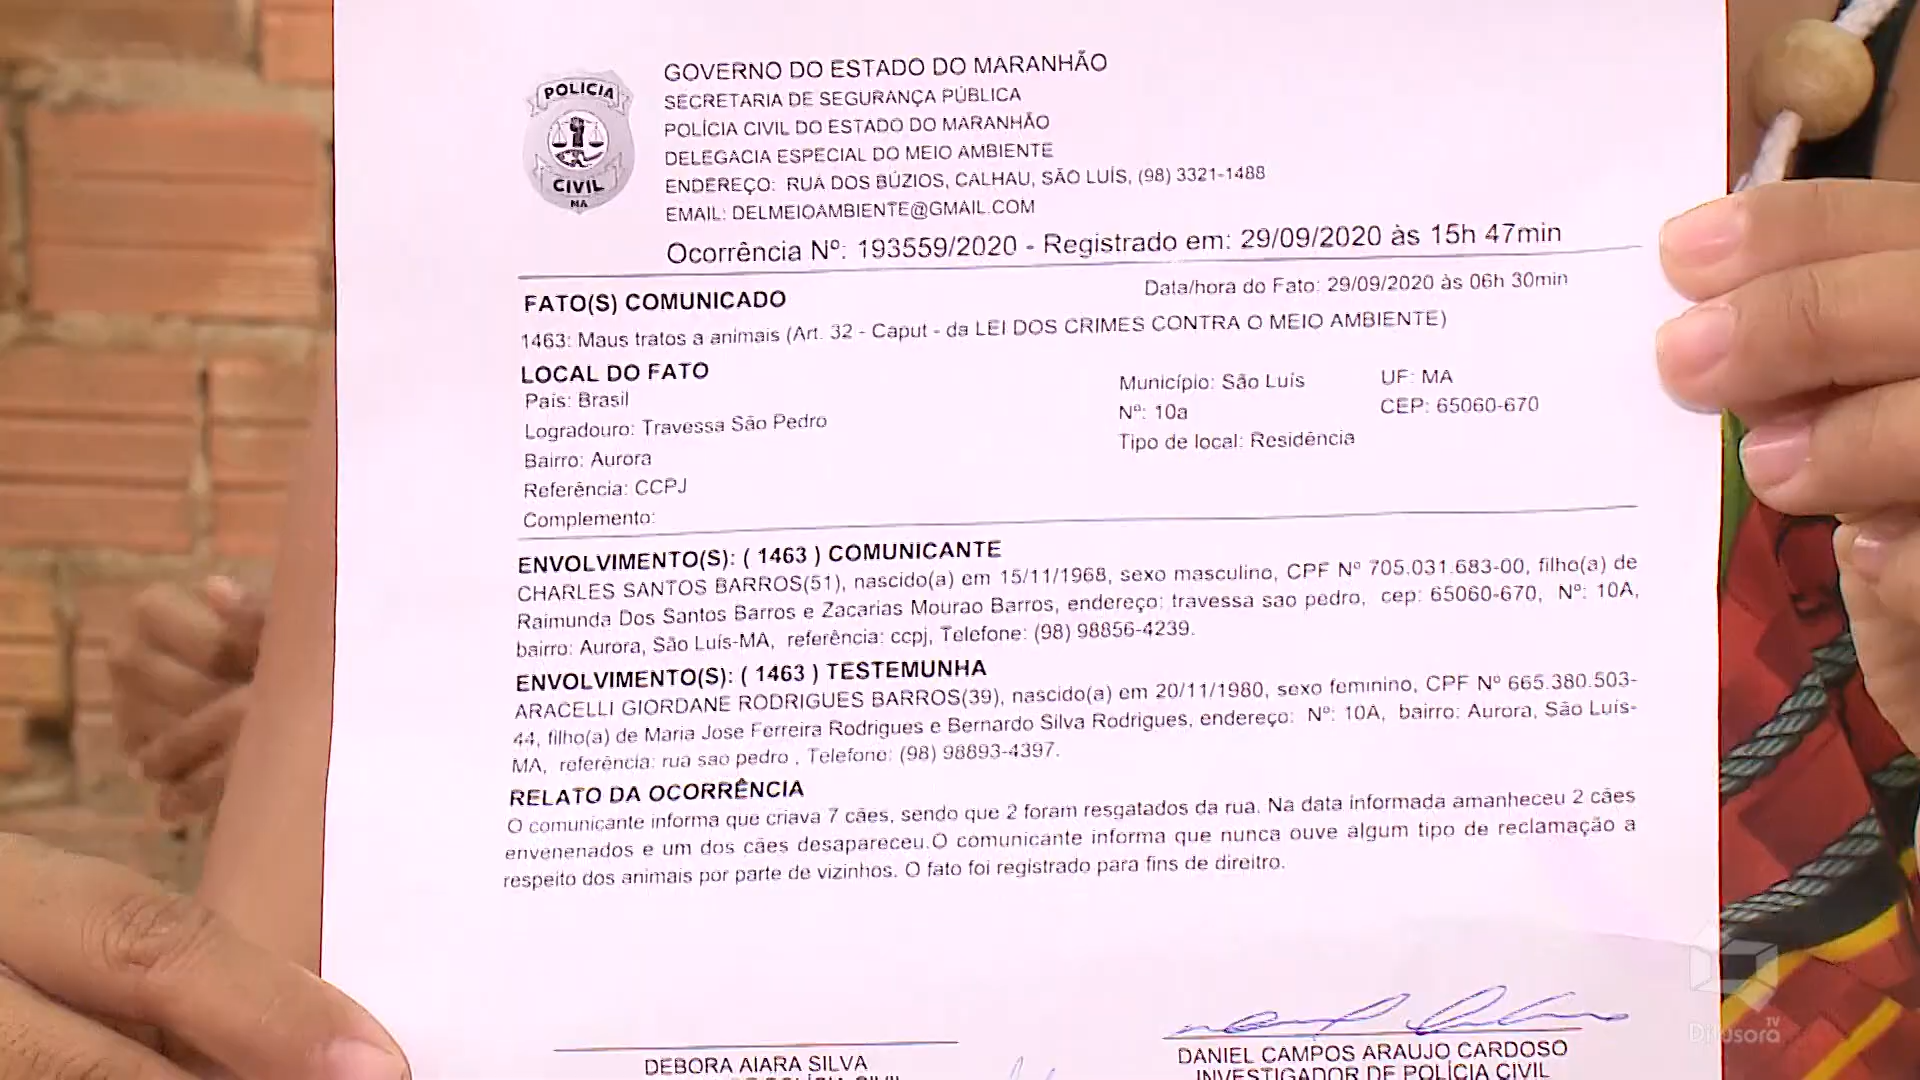 POLICIA
CIVIL
MA
GOVERNO DO ESTADO DO MARANHÃO
SECRETARIA DE SEGURANÇA PÚBLICA
POLÍCIA CIVIL DO ESTADO DO MARANHÃO
DELEGACIA ESPECIAL DO MEIO AMBIENTE
ENDEREÇO: RUA DOS BÚZIOS, CALHAU, SÃO LUÍS, (98) 3321-1488
EMAIL: DELMEIOAMBIENTE@GMAIL.COM
Ocorrência Nº: 193559/2020 - Registrado em: 29/09/2020 às 15h 47min
FATO(S) COMUNICADO
Data/hora do Fato: 29/09/2020 às 06h 30min
1463: Maus tratos a animais (Art. 32 - Caput - da LEI DOS CRIMES CONTRA O MEIO AMBIENTE)
LOCAL DO FATO
País: Brasil
Município: São Luís
UF: MA
Logradouro: Travessa São Pedro
Nº: 10a
CEP: 65060-670
Bairro: Aurora
Tipo de local: Residência
Referência: CCPJ
Complemento:
ENVOLVIMENTO(S): ( 1463 ) COMUNICANTE
CHARLES SANTOS BARROS(51), nascido(a) em 15/11/1968, sexo masculino, CPF Nº 705.031.683-00, filho(a) de
Raimunda Dos Santos Barros e Zacarias Mourao Barros, endereço: travessa sao pedro, cep: 65060-670, Nº: 10A,
bairro: Aurora, São Luís-MA, referência: ccpj, Telefone: (98) 98856-4239.
ENVOLVIMENTO(S): ( 1463 ) TESTEMUNHA
ARACELLI GIORDANE RODRIGUES BARROS(39), nascido(a) em 20/11/1980, sexo feminino, CPF Nº 665.380.503-
44, filho(a) de Maria Jose Ferreira Rodrigues e Bernardo Silva Rodrigues, endereço: Nº: 10A, bairro: Aurora, São Luís-
MA, referência: rua sao pedro , Telefone: (98) 98893-4397.
RELATO DA OCORRÊNCIA
O comunicante informa que criava 7 cães, sendo que 2 foram resgatados da rua. Na data informada amanheceu 2 cães
envenenados e um dos cães desapareceu.O comunicante informa que nunca ouve algum tipo de reclamação a
respeito dos animais por parte de vizinhos. O fato foi registrado para fins de direitro.
DEBORA AIARA SILVA
DANIEL CAMPOS ARAUJO CARDOSO
INVESTIGADOR DE POLÍCIA CIVIL
TV
Difusora